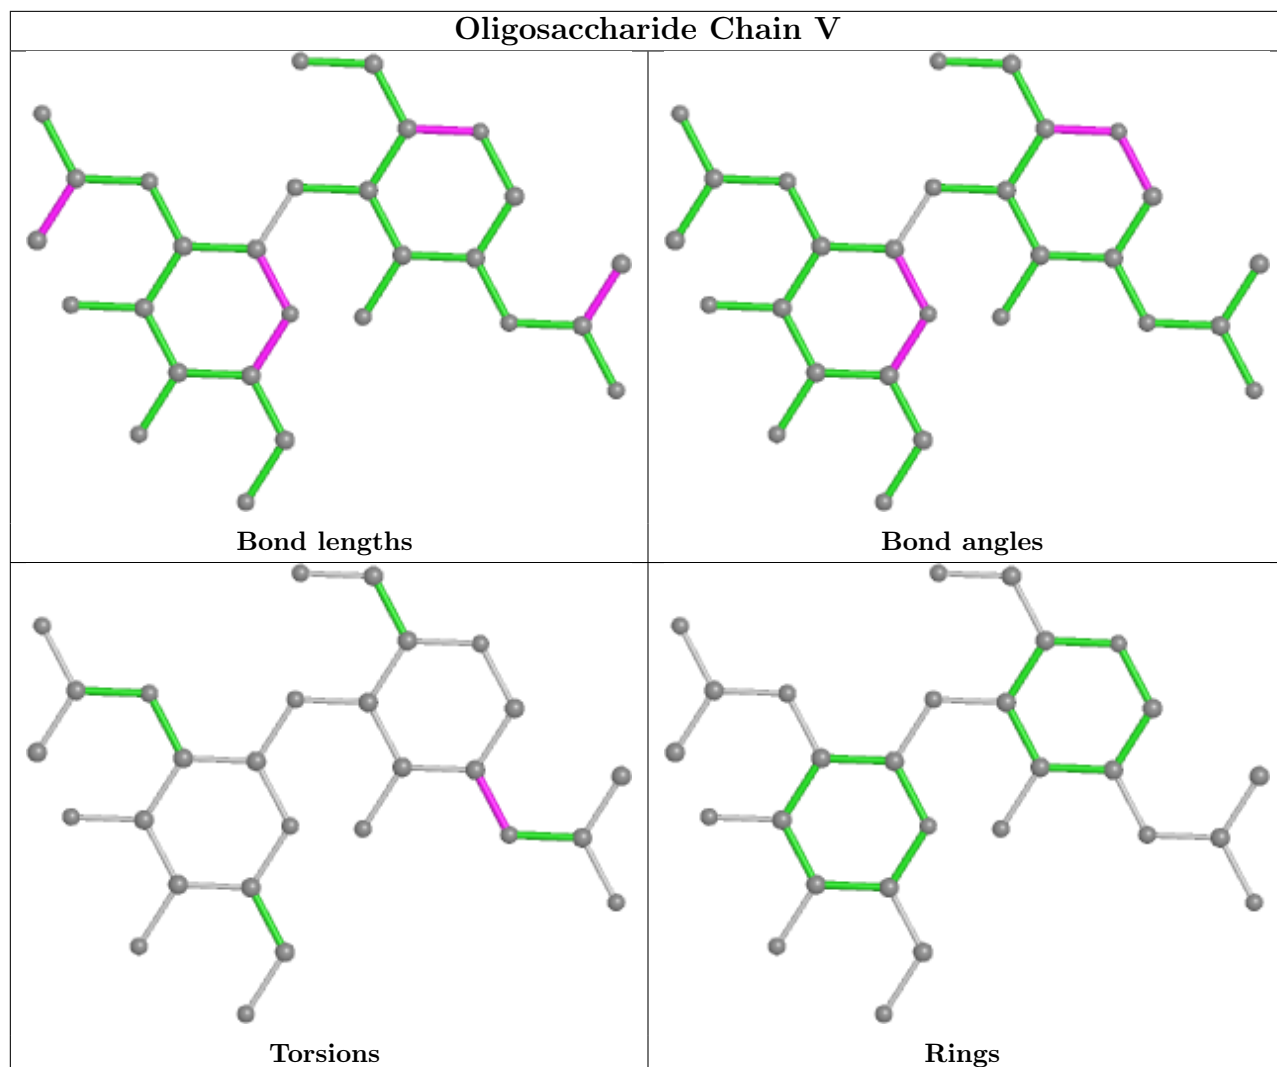 Oligosaccharide Chain V
Bond lengths
Bond angles
Torsions
Rings